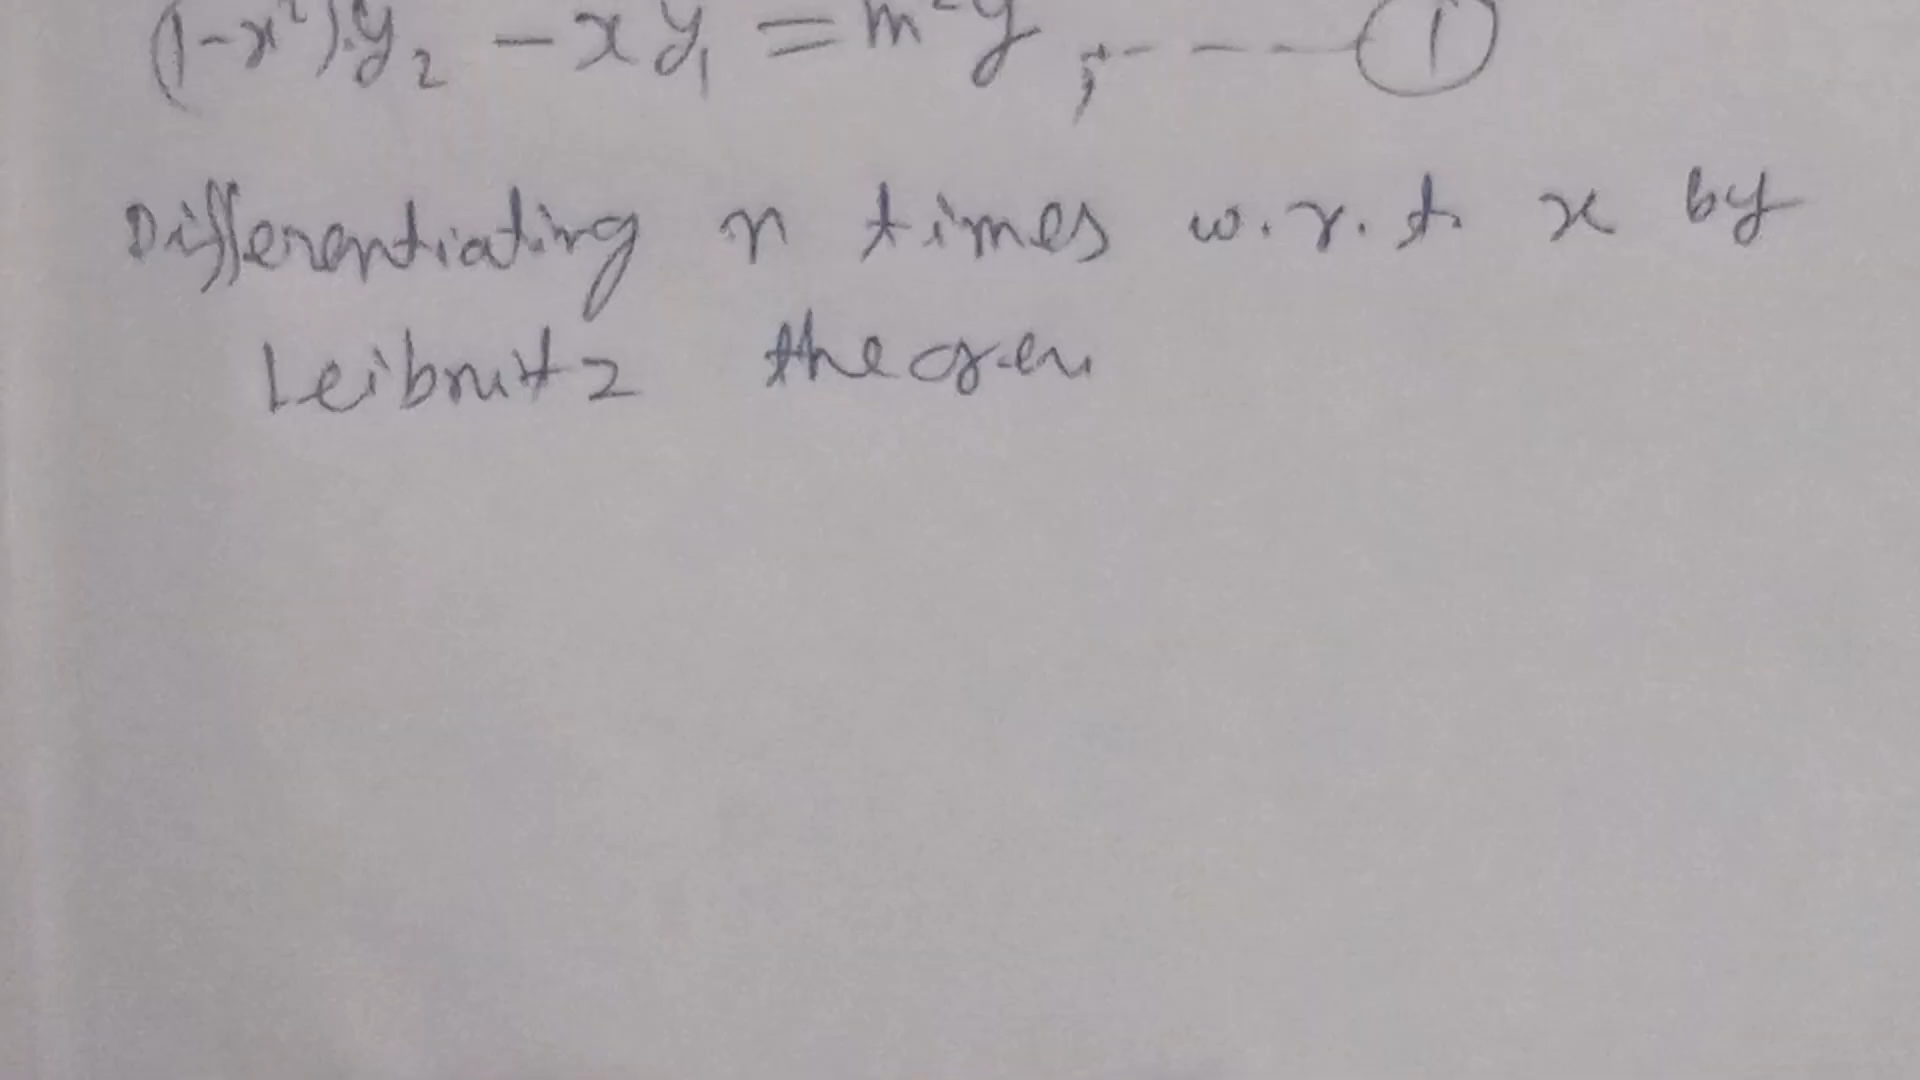 (1-x²).y₂ - xy₁ = m²y, ---- ①
Differentiating n times w.r.t. x by
Leibnitz theorem